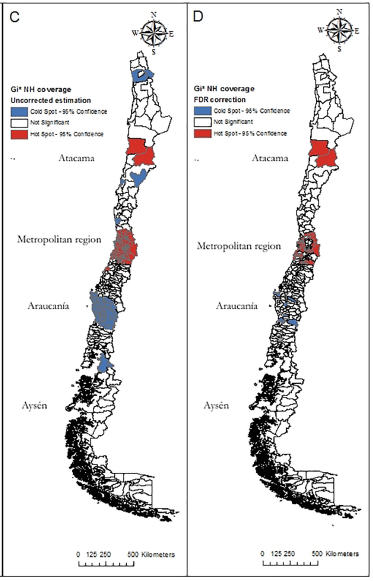 C
N
W E
S
Gi* NH coverage
Uncorrected estimation
Cold Spot - 95% Confidence
Not Significant
Hot Spot - 95% Confidence
Atacama
Metropolitan region
Araucanía
Aysén
0 125 250 500 Kilometers
D
N
W E
S
Gi* NH coverage
FDR correction
Cold Spot - 95% Confidence
Not Significant
Hot Spot - 95% Confidence
Atacama
Metropolitan region
Araucanía
Aysén
0 125 250 500 Kilometers